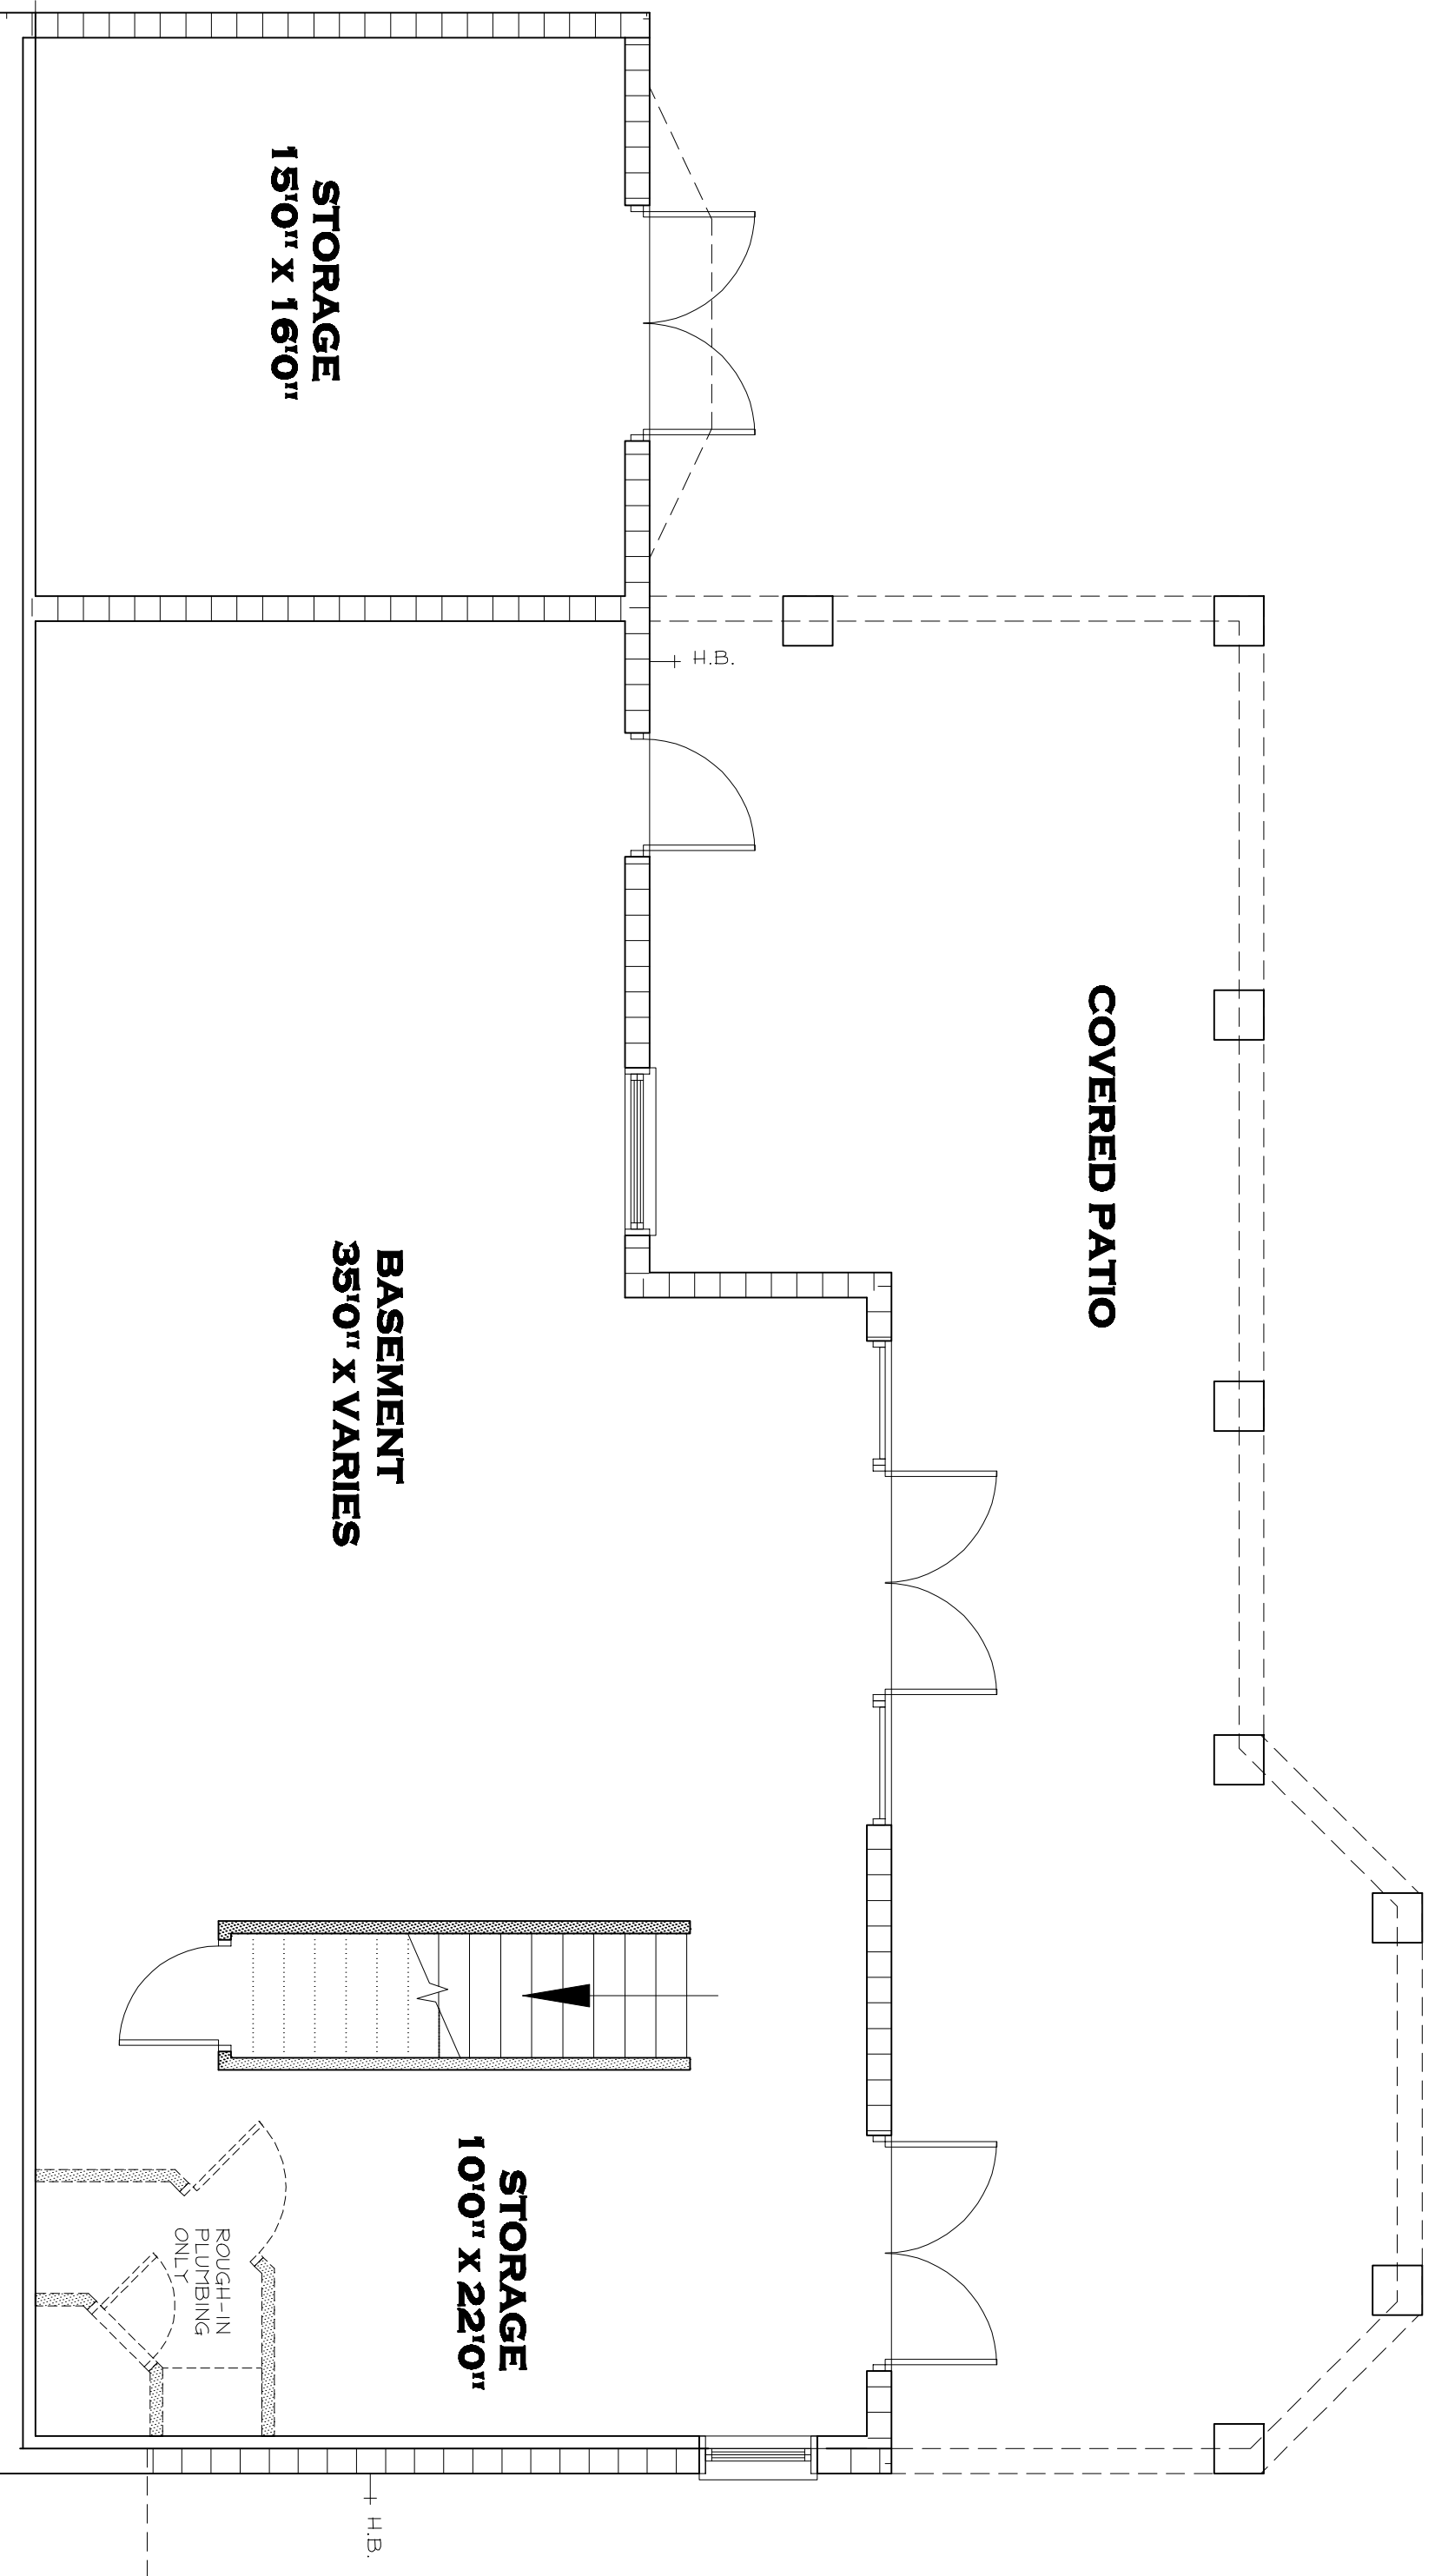 STORAGE
15'0" X 16'0"
H.B.
COVERED PATIO
BASEMENT
35'0" X VARIES
STORAGE
10'0" X 22'0"
ROUGH-IN
PLUMBING
ONLY
H.B.